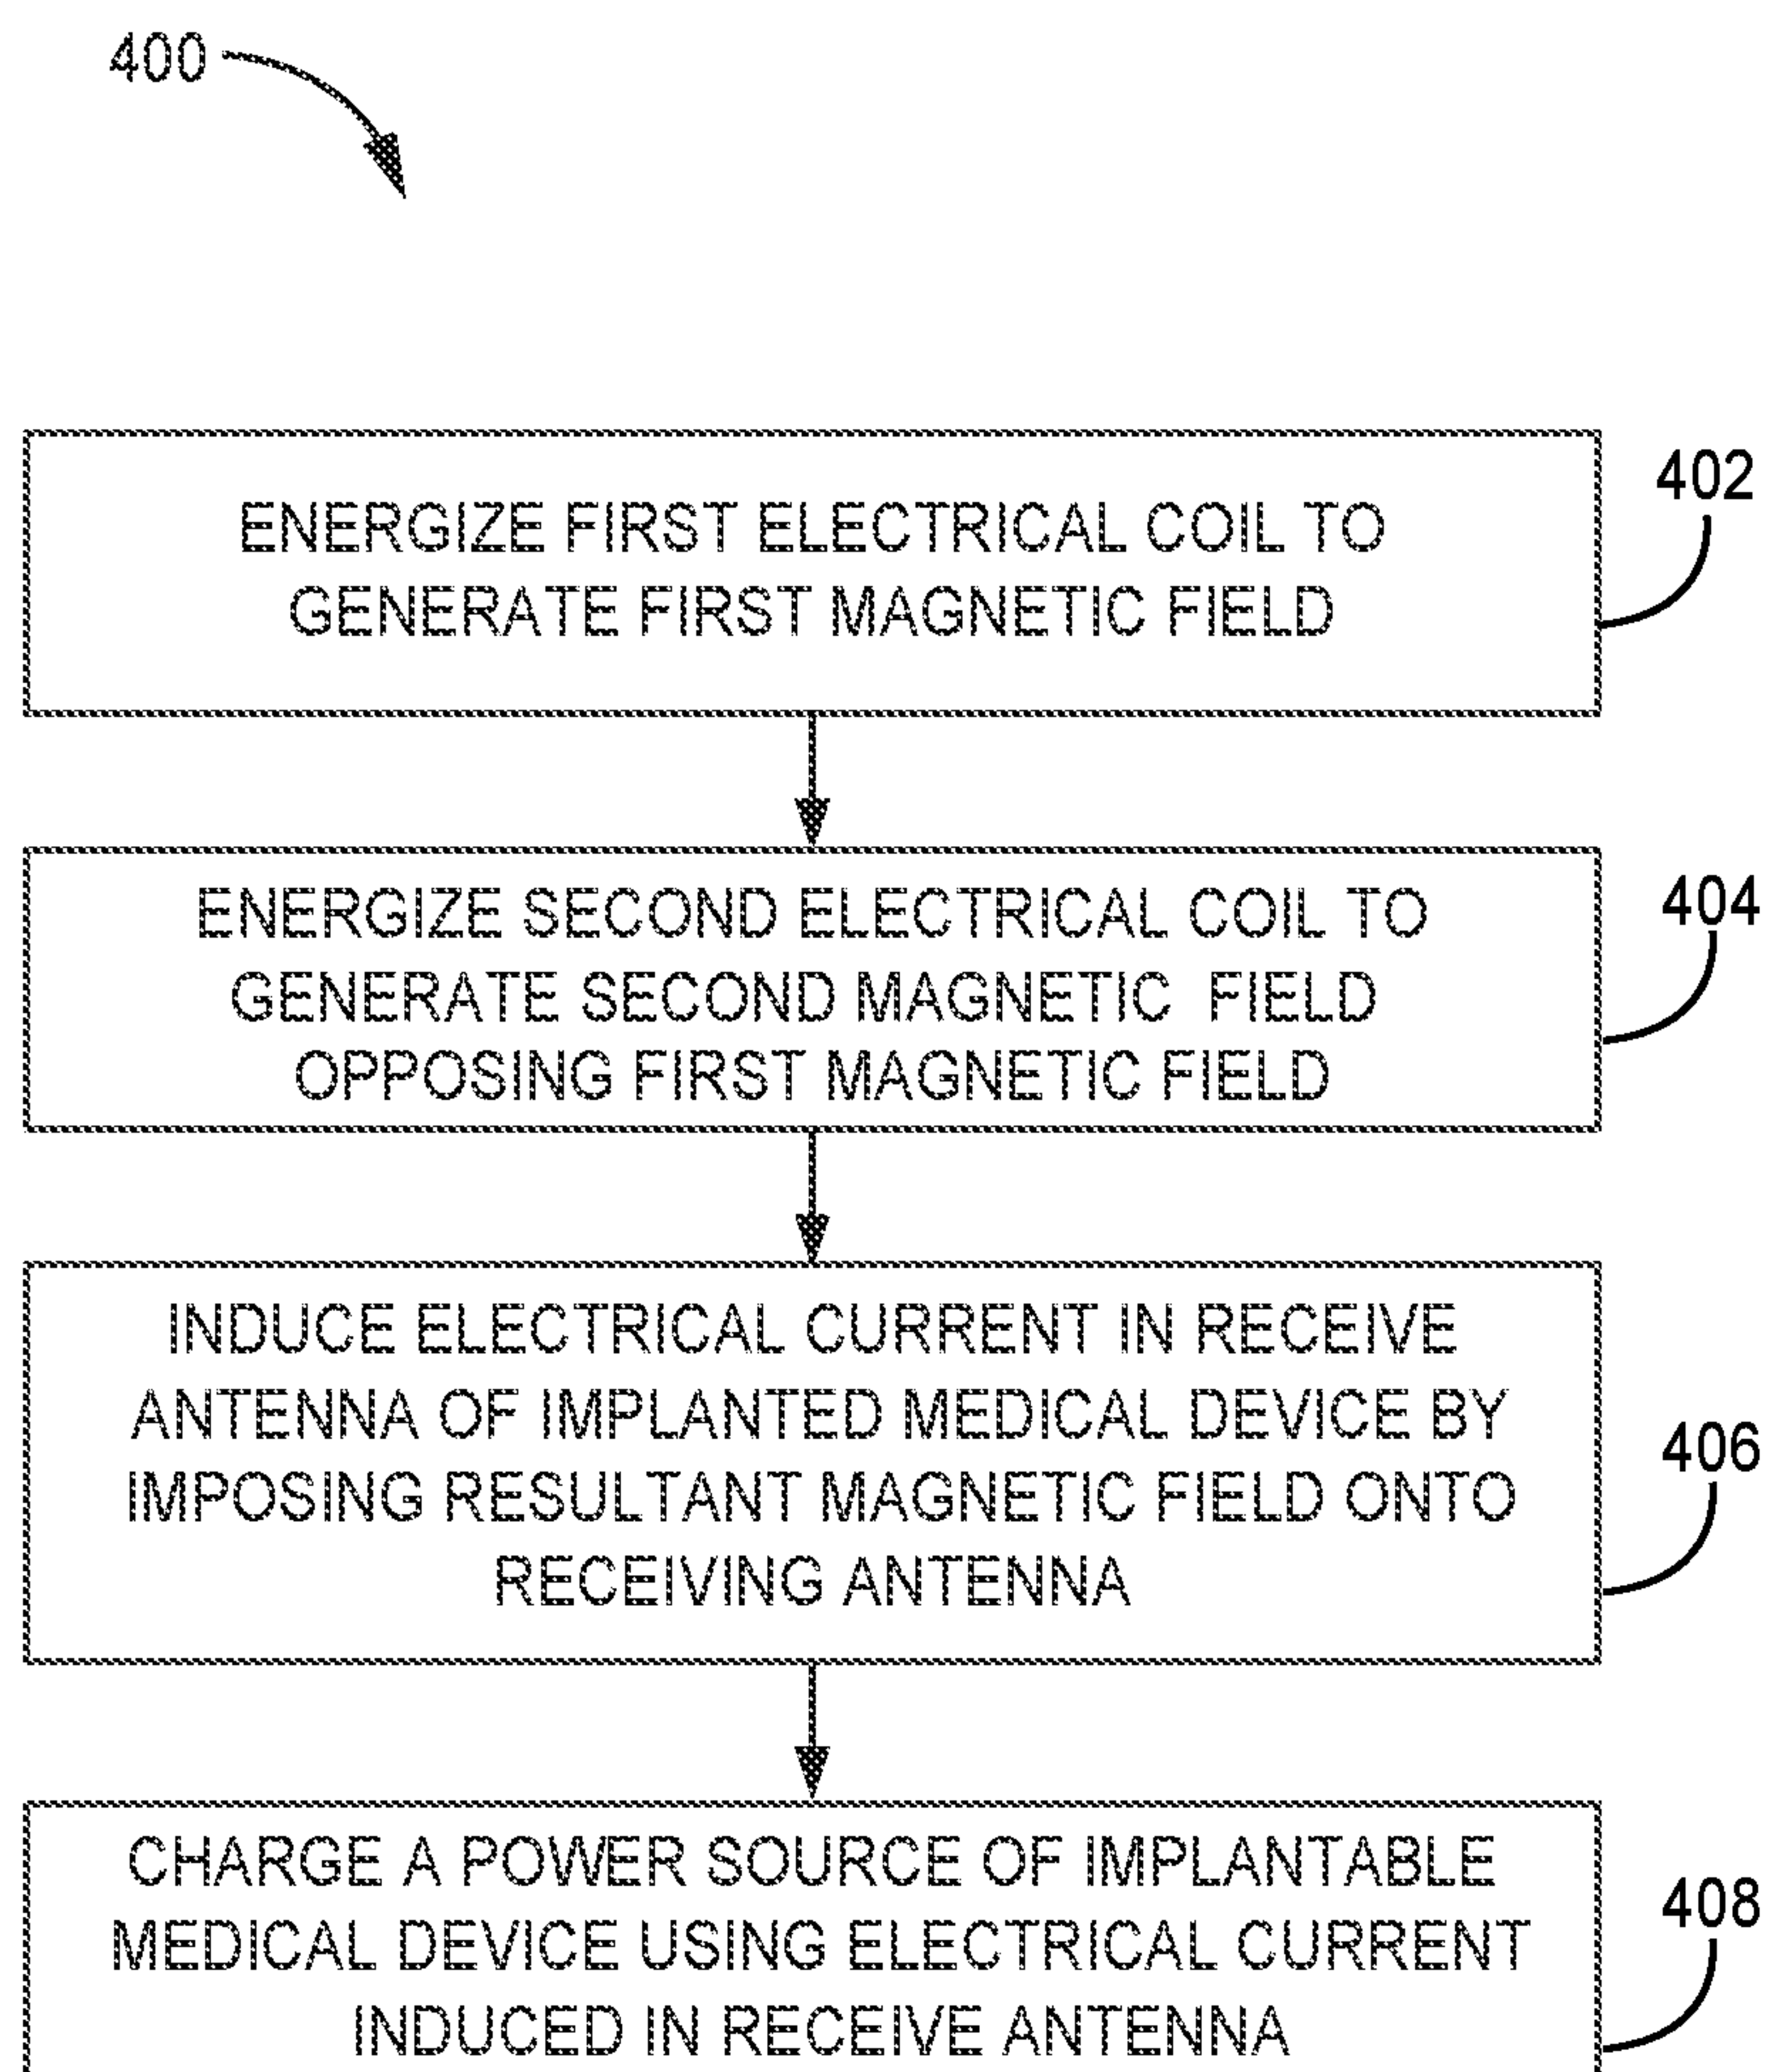 400
ENERGIZE FIRST ELECTRICAL COIL TO
GENERATE FIRST MAGNETIC FIELD
402
ENERGIZE SECOND ELECTRICAL COIL TO
GENERATE SECOND MAGNETIC FIELD
OPPOSING FIRST MAGNETIC FIELD
404
INDUCE ELECTRICAL CURRENT IN RECEIVE
ANTENNA OF IMPLANTED MEDICAL DEVICE BY
IMPOSING RESULTANT MAGNETIC FIELD ONTO
RECEIVING ANTENNA
406
CHARGE A POWER SOURCE OF IMPLANTABLE
MEDICAL DEVICE USING ELECTRICAL CURRENT
INDUCED IN RECEIVE ANTENNA
408